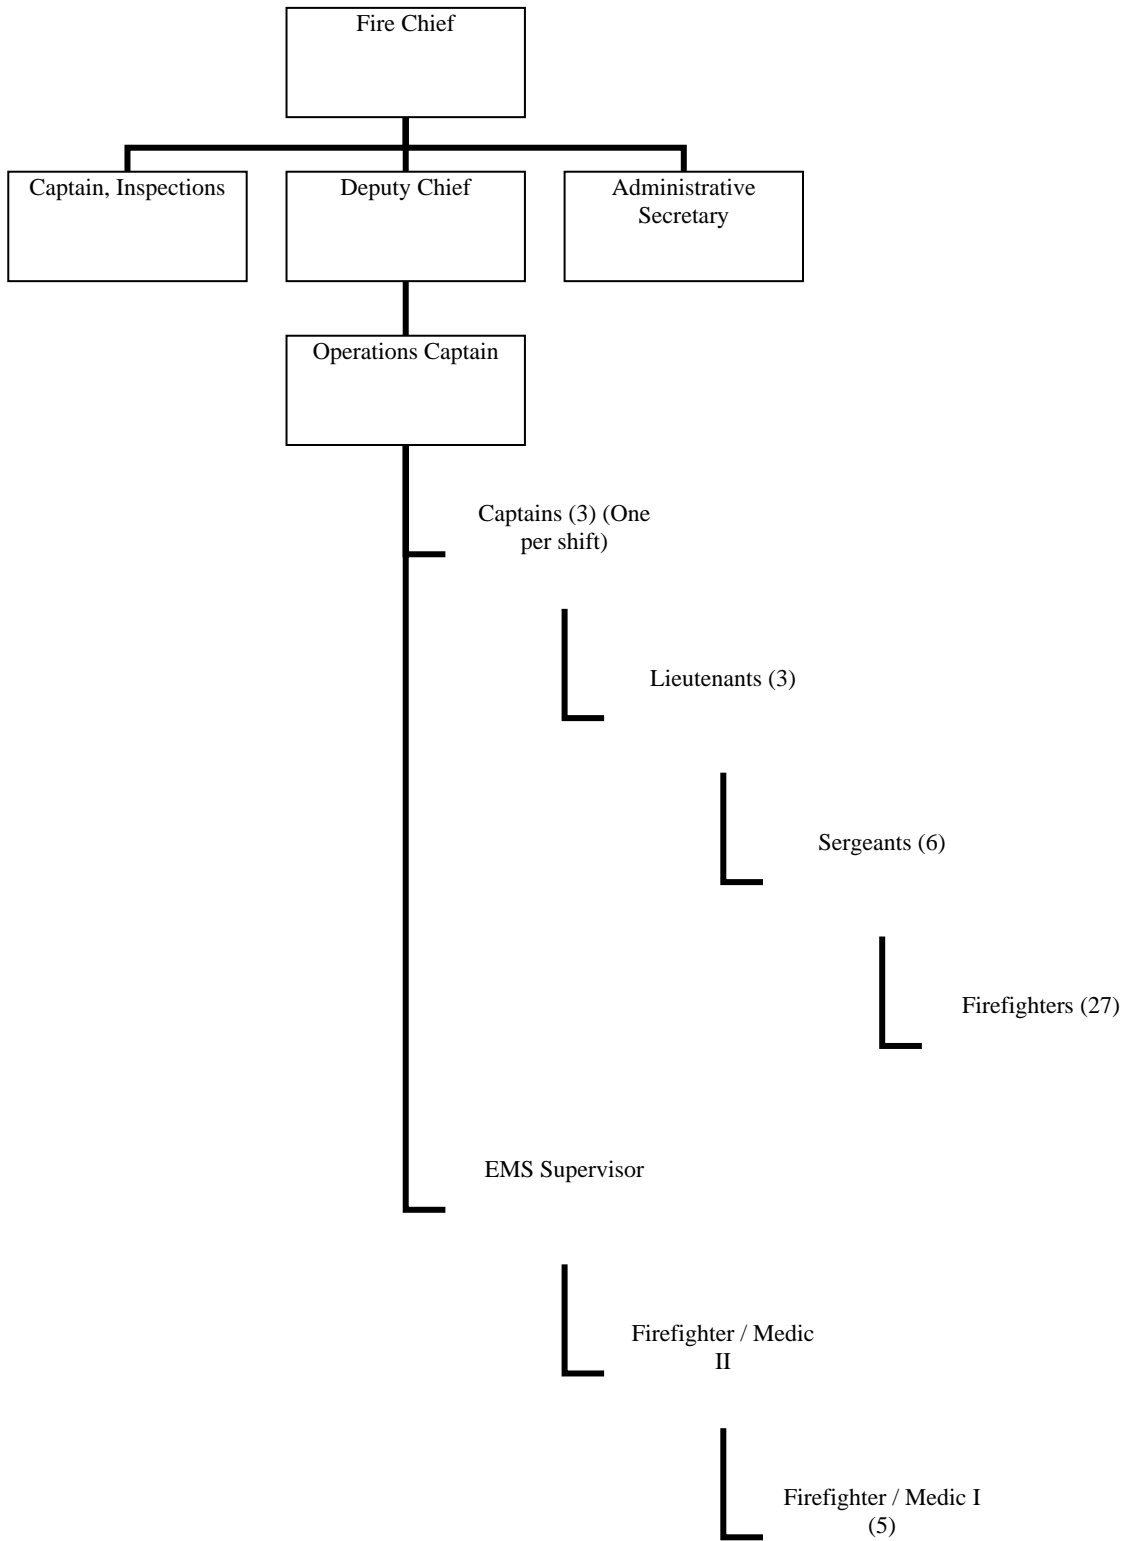 Fire Chief
Captain, Inspections
Deputy Chief
Administrative
Secretary
Operations Captain
Captains (3) (One
per shift)
Lieutenants (3)
Sergeants (6)
Firefighters (27)
EMS Supervisor
Firefighter / Medic
II
Firefighter / Medic I
(5)